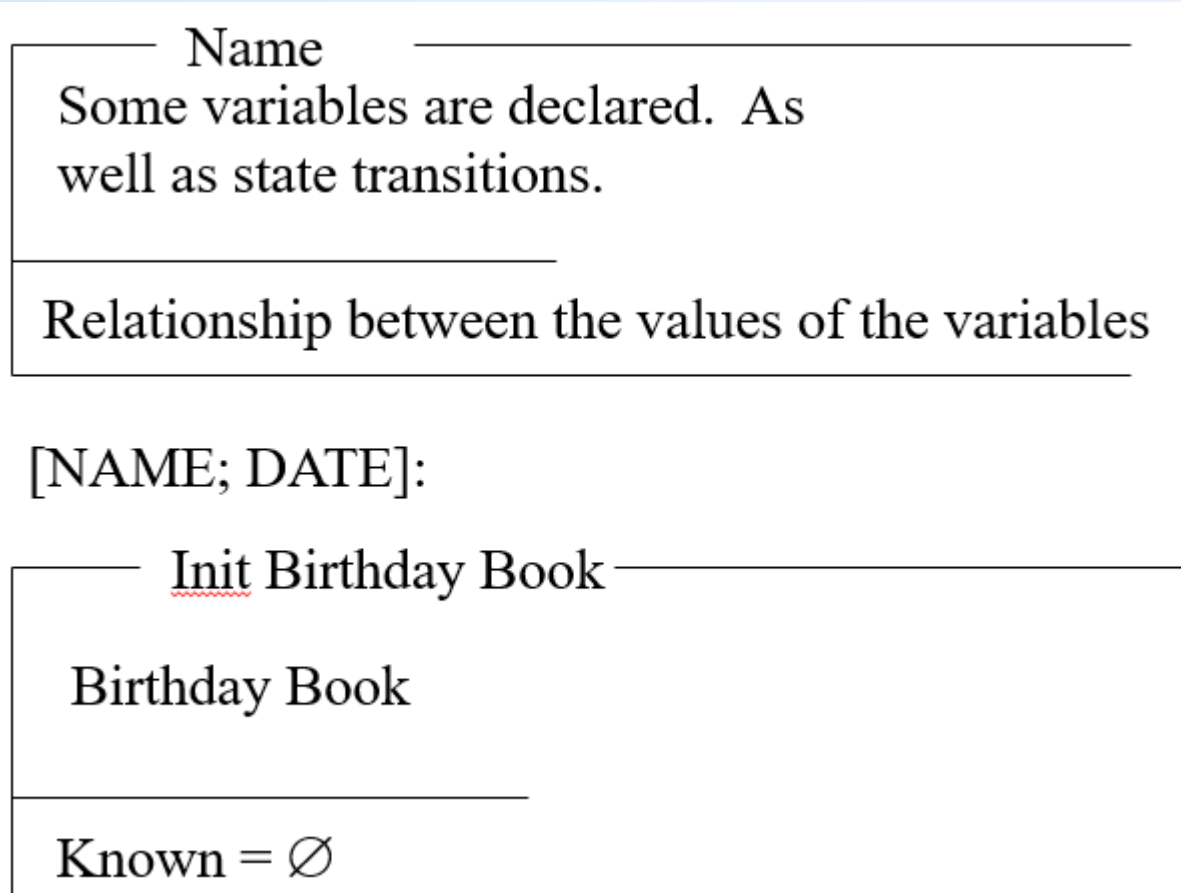 Name
Some variables are declared.  As
well as state transitions.
Relationship between the values of the variables
[NAME; DATE]:
Init Birthday Book
Birthday Book
Known = ∅